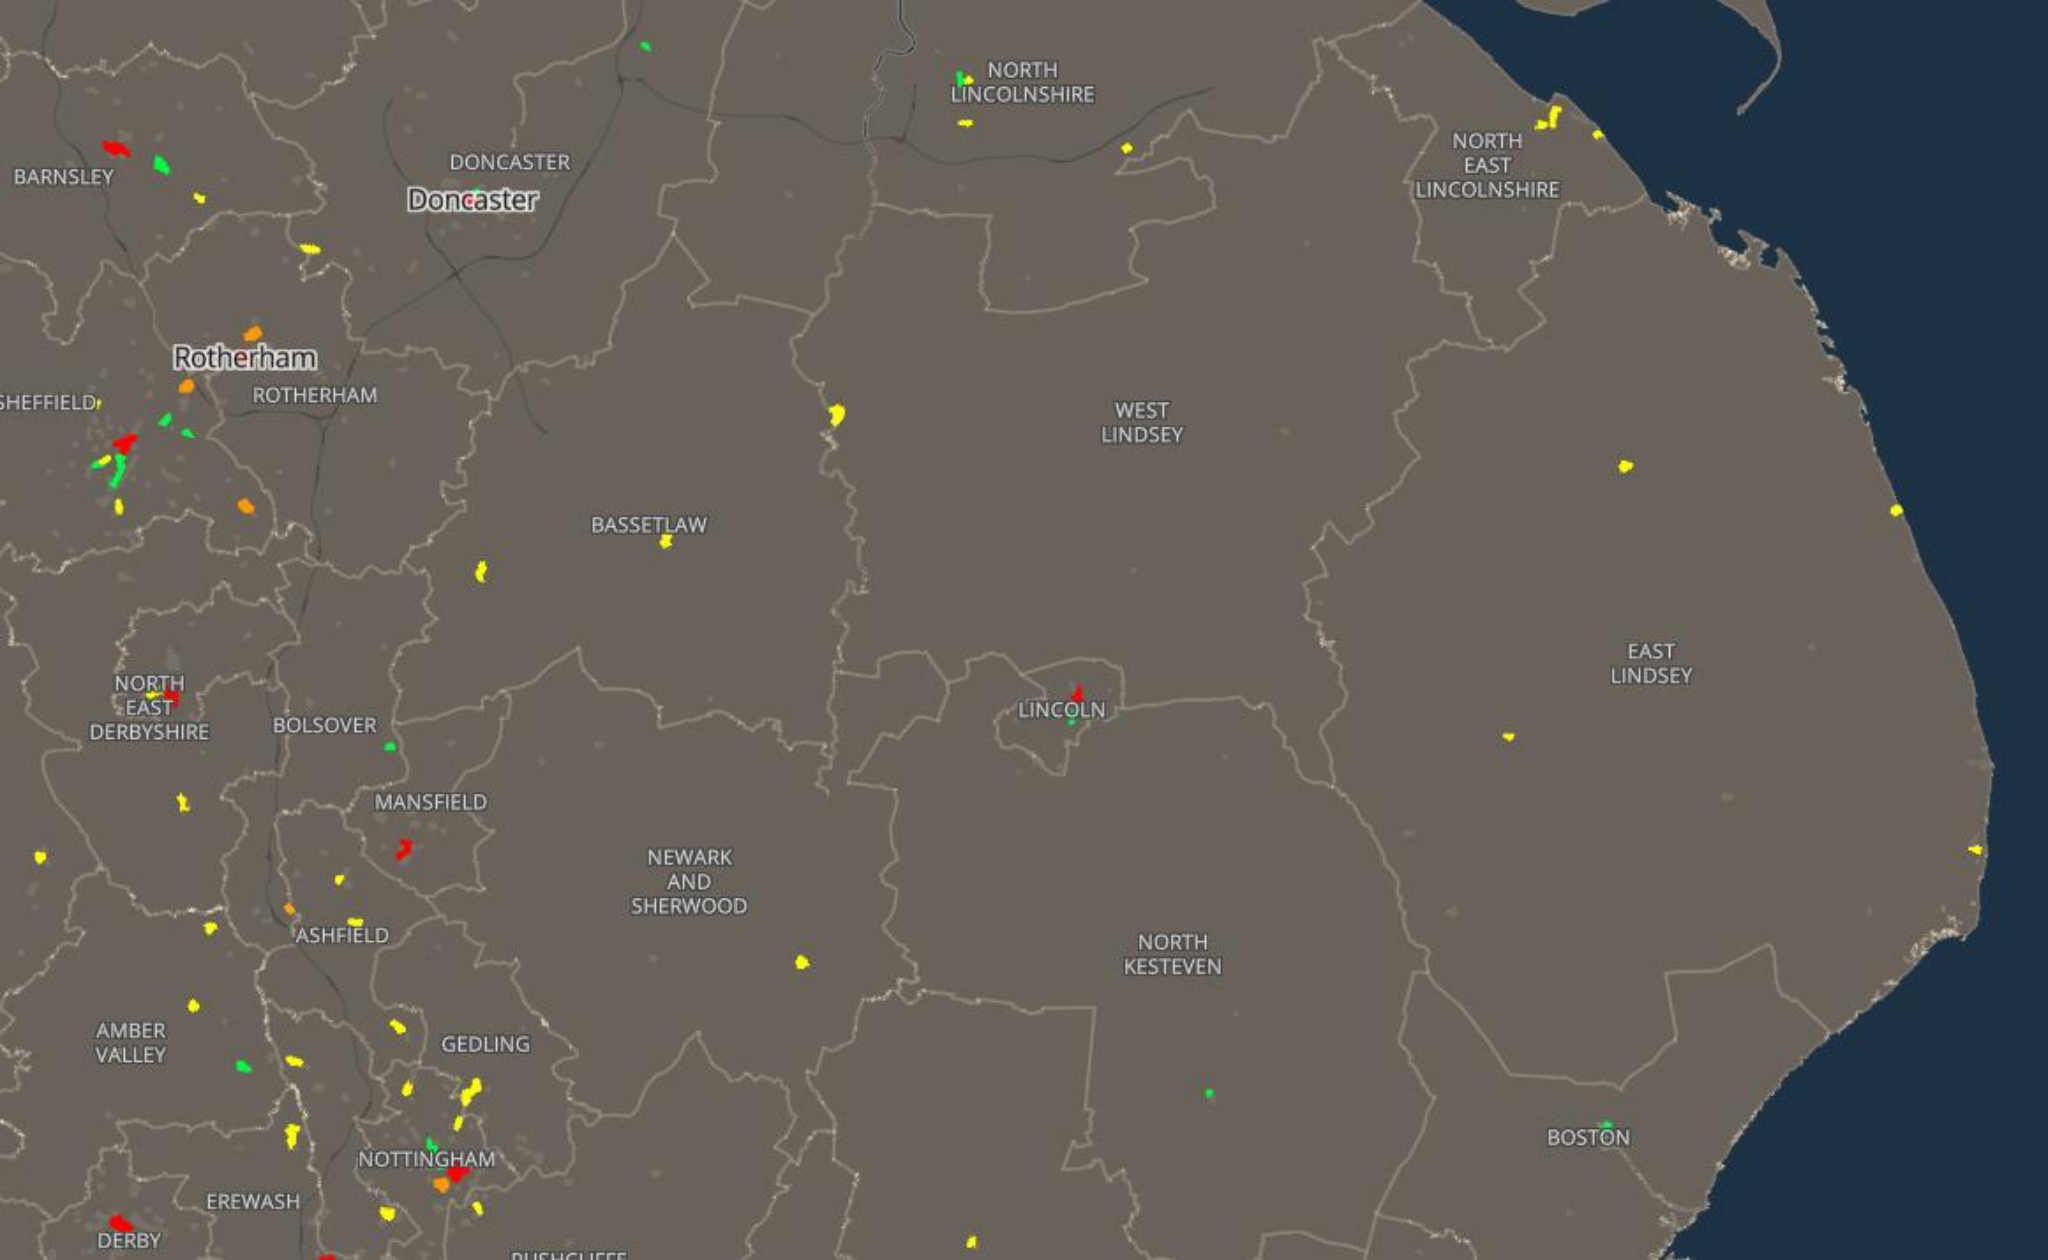 NORTH
LINCOLNSHIRE
NORTH
EAST
LINCOLNSHIRE
BARNSLEY
DONCASTER
Doncaster
Rotherham
ROTHERHAM
SHEFFIELD
WEST
LINDSEY
BASSETLAW
EAST
LINDSEY
NORTH
EAST
DERBYSHIRE
BOLSOVER
LINCOLN
MANSFIELD
NEWARK
AND
SHERWOOD
ASHFIELD
NORTH
KESTEVEN
AMBER
VALLEY
GEDLING
BOSTON
NOTTINGHAM
EREWASH
DERBY
RUSHCLIFFE